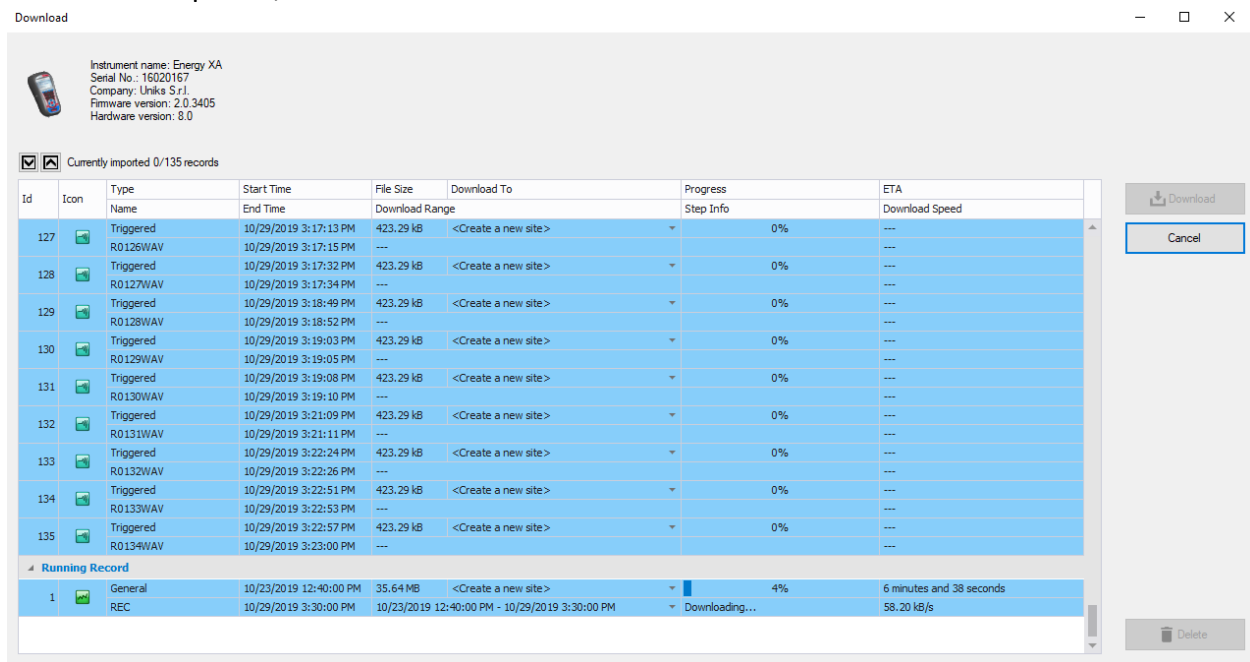 Download
Instrument name: Energy XA
Serial No.: 16020167
Company: Uniks S.r.l.
Firmware version: 2.0.3405
Hardware version: 8.0
Currently imported 0/135 records
Id Icon Type Start Time File Size Download To Progress ETA
Name End Time Download Range Step Info Download Speed
Download
Cancel
127 Triggered 10/29/2019 3:17:13 PM 423.29 kB <Create a new site> 0% ---
R0126WAV 10/29/2019 3:17:15 PM --- ---
128 Triggered 10/29/2019 3:17:32 PM 423.29 kB <Create a new site> 0% ---
R0127WAV 10/29/2019 3:17:34 PM --- ---
129 Triggered 10/29/2019 3:18:49 PM 423.29 kB <Create a new site> 0% ---
R0128WAV 10/29/2019 3:18:52 PM --- ---
130 Triggered 10/29/2019 3:19:03 PM 423.29 kB <Create a new site> 0% ---
R0129WAV 10/29/2019 3:19:05 PM --- ---
131 Triggered 10/29/2019 3:19:08 PM 423.29 kB <Create a new site> 0% ---
R0130WAV 10/29/2019 3:19:10 PM --- ---
132 Triggered 10/29/2019 3:21:09 PM 423.29 kB <Create a new site> 0% ---
R0131WAV 10/29/2019 3:21:11 PM --- ---
133 Triggered 10/29/2019 3:22:24 PM 423.29 kB <Create a new site> 0% ---
R0132WAV 10/29/2019 3:22:26 PM --- ---
134 Triggered 10/29/2019 3:22:51 PM 423.29 kB <Create a new site> 0% ---
R0133WAV 10/29/2019 3:22:53 PM --- ---
135 Triggered 10/29/2019 3:22:57 PM 423.29 kB <Create a new site> 0% ---
R0134WAV 10/29/2019 3:23:00 PM --- ---
Running Record
1 General 10/23/2019 12:40:00 PM 35.64 MB <Create a new site> 4% 6 minutes and 38 seconds
REC 10/29/2019 3:30:00 PM 10/23/2019 12:40:00 PM - 10/29/2019 3:30:00 PM Downloading... 58.20 kB/s
Delete